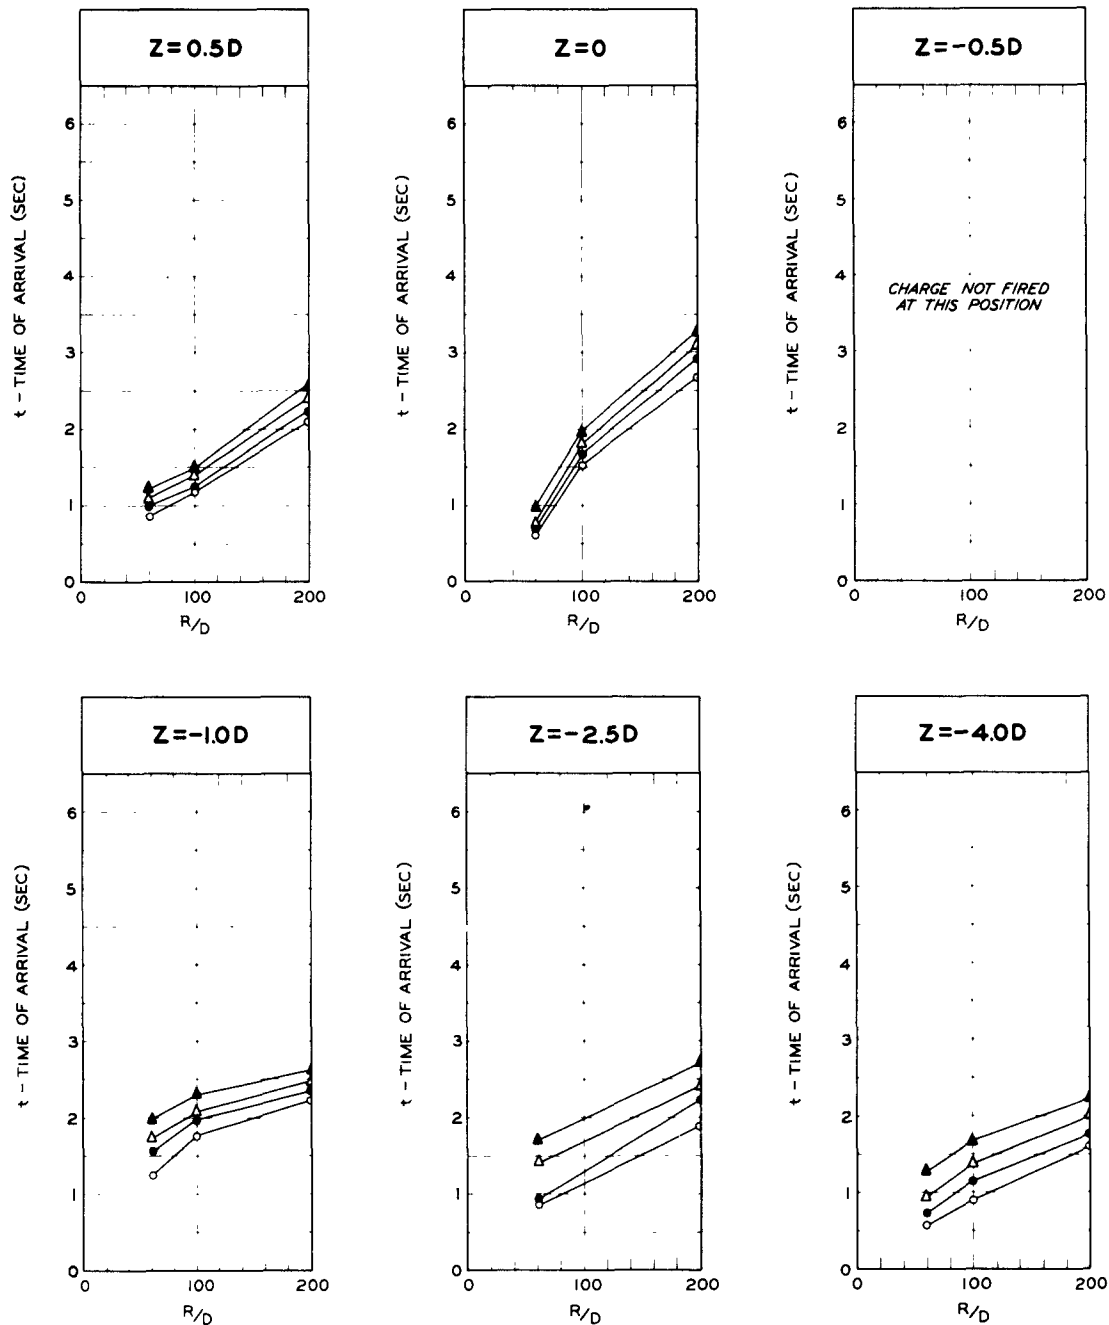 Z=0.5D
t - TIME OF ARRIVAL (SEC)
6
5
4
3
2
1
0
0 100 200
R/D
Z=0
t - TIME OF ARRIVAL (SEC)
6
5
4
3
2
1
0
0 100 200
R/D
Z=-0.5D
t - TIME OF ARRIVAL (SEC)
6
5
4
3
2
1
0
CHARGE NOT FIRED
AT THIS POSITION
0 100 200
R/D
Z=-1.0D
t - TIME OF ARRIVAL (SEC)
6
5
4
3
2
1
0
0 100 200
R/D
Z=-2.5D
t - TIME OF ARRIVAL (SEC)
6
5
4
3
2
1
0
0 100 200
R/D
Z=-4.0D
t - TIME OF ARRIVAL (SEC)
6
5
4
3
2
1
0
0 100 200
R/D